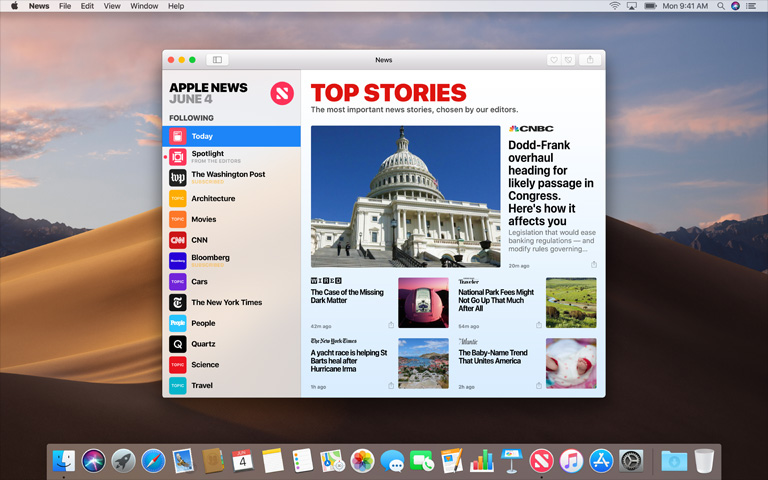 News File Edit View Window Help
Mon 9:41 AM
News
APPLE NEWS
JUNE 4
FOLLOWING
Today
Spotlight
FROM THE EDITORS
wp
The Washington Post
SUBSCRIBED
TOPIC
Architecture
TOPIC
Movies
CNN
CNN
Bloomberg
Bloomberg
SUBSCRIBED
TOPIC
Cars
T
The New York Times
People
People
Q
Quartz
TOPIC
Science
TOPIC
Travel
TOP STORIES
The most important news stories, chosen by our editors.
CNBC
Dodd-Frank
overhaul
heading for
likely passage in
Congress.
Here's how it
affects you
Legislation that would ease
banking regulations — and
modify rules governing...
20m ago
WIRED
The Case of the Missing
Dark Matter
42m ago
Traveler
National Park Fees Might
Not Go Up That Much
After All
54m ago
The New York Times
A yacht race is helping St
Barts heal after
Hurricane Irma
1h ago
The Atlantic
The Baby-Name Trend
That Unites America
2h ago
4